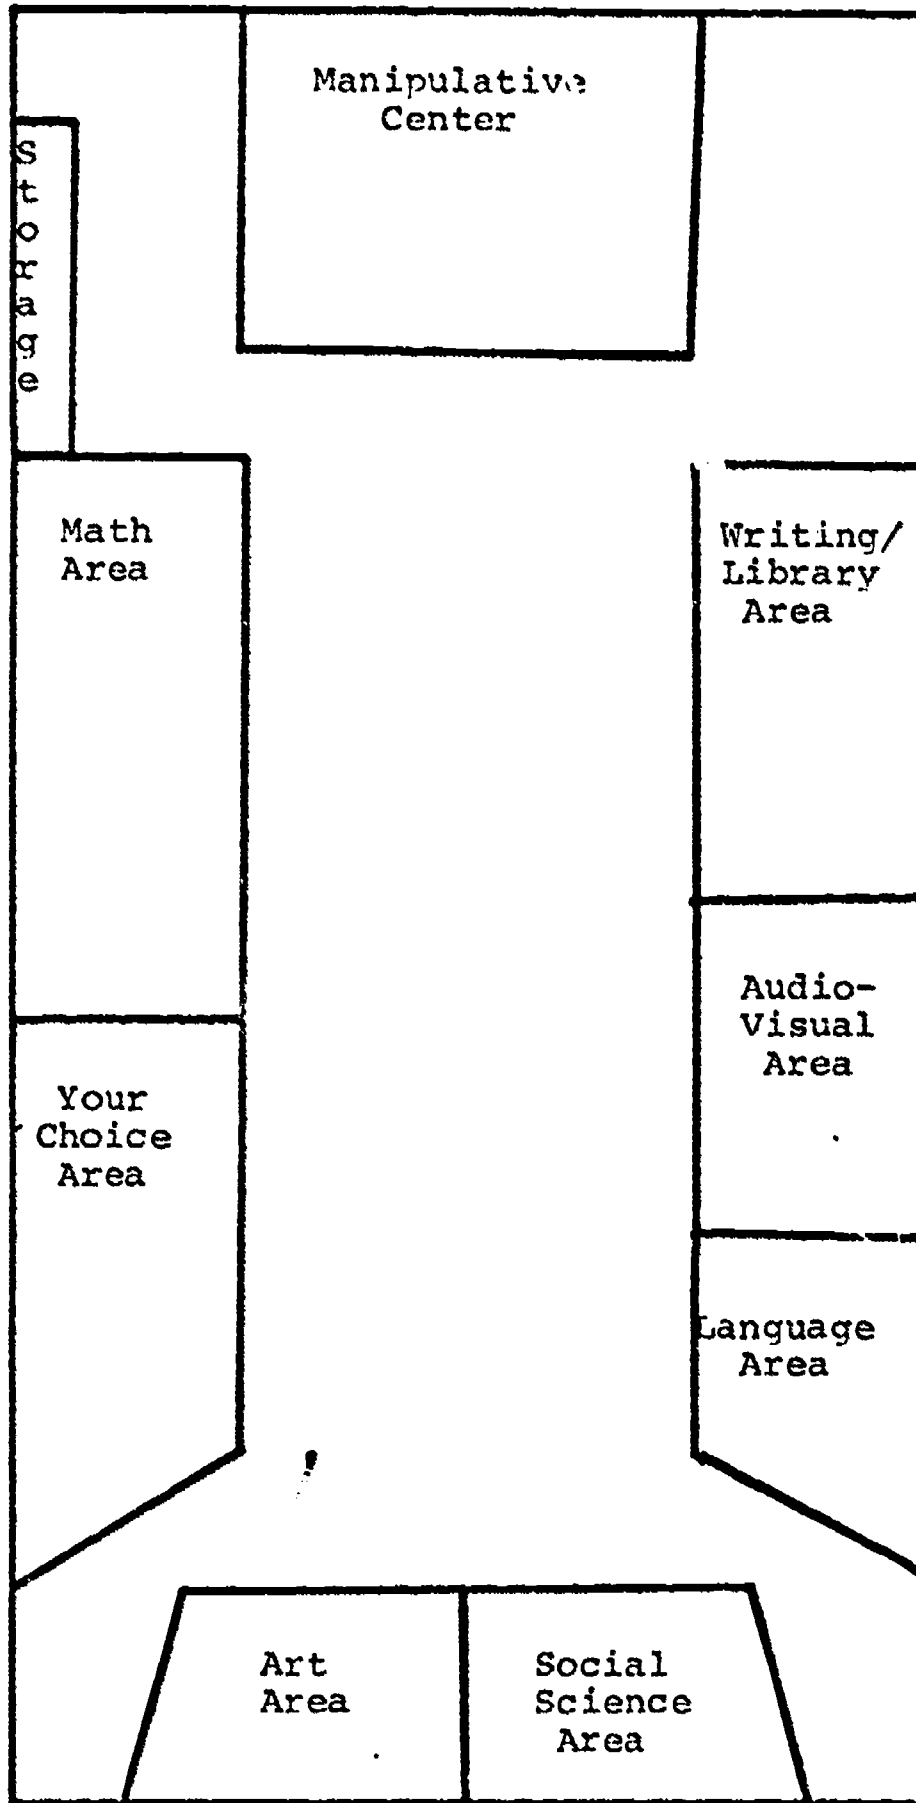 Manipulative
Center
Storage
Math
Area
Writing/
Library
Area
Audio-
Visual
Area
Your
Choice
Area
Language
Area
Art
Area
Social
Science
Area